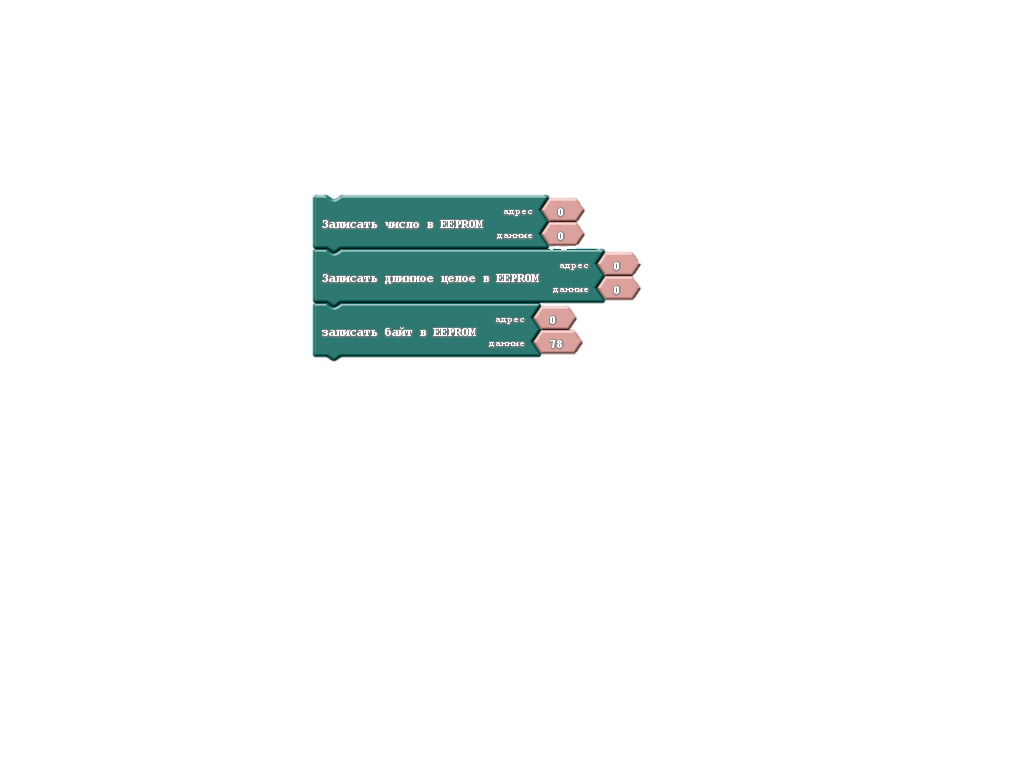 адрес 0
Записать число в EEPROM
данные 0
адрес 0
Записать длинное целое в EEPROM
данные 0
адрес 0
записать байт в EEPROM
данные 78